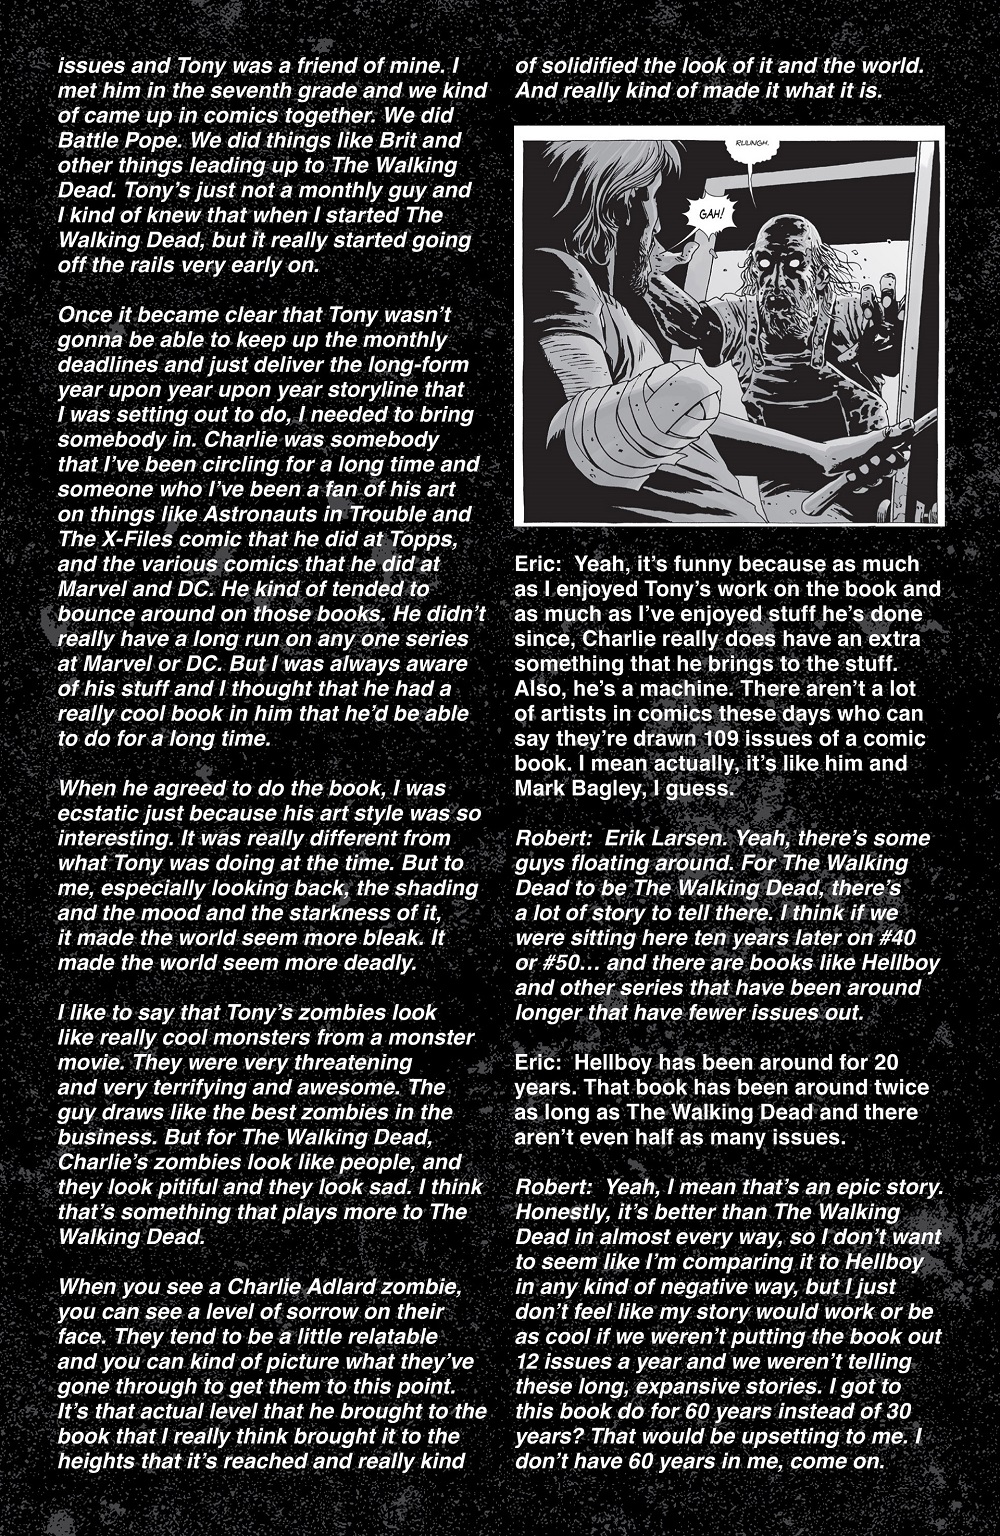 issues and Tony was a friend of mine. I
met him in the seventh grade and we kind
of came up in comics together. We did
Battle Pope. We did things like Brit and
other things leading up to The Walking
Dead. Tony's just not a monthly guy and
I kind of knew that when I started The
Walking Dead, but it really started going
off the rails very early on.
Once it became clear that Tony wasn't
gonna be able to keep up the monthly
deadlines and just deliver the long-form
year upon year upon year storyline that
I was setting out to do, I needed to bring
somebody in. Charlie was somebody
that I've been circling for a long time and
someone who I've been a fan of his art
on things like Astronauts in Trouble and
The X-Files comic that he did at Topps,
and the various comics that he did at
Marvel and DC. He kind of tended to
bounce around on those books. He didn't
really have a long run on any one series
at Marvel or DC. But I was always aware
of his stuff and I thought that he had a
really cool book in him that he'd be able
to do for a long time.
When he agreed to do the book, I was
ecstatic just because his art style was so
interesting. It was really different from
what Tony was doing at the time. But to
me, especially looking back, the shading
and the mood and the starkness of it,
it made the world seem more bleak. It
made the world seem more deadly.
I like to say that Tony's zombies look
like really cool monsters from a monster
movie. They were very threatening
and very terrifying and awesome. The
guy draws like the best zombies in the
business. But for The Walking Dead,
Charlie's zombies look like people, and
they look pitiful and they look sad. I think
that's something that plays more to The
Walking Dead.
When you see a Charlie Adlard zombie,
you can see a level of sorrow on their
face. They tend to be a little relatable
and you can kind of picture what they've
gone through to get them to this point.
It's that actual level that he brought to the
book that I really think brought it to the
heights that it's reached and really kind
of solidified the look of it and the world.
And really kind of made it what it is.
RUUNGH.
GAH!
Eric: Yeah, it's funny because as much
as I enjoyed Tony's work on the book and
as much as I've enjoyed stuff he's done
since, Charlie really does have an extra
something that he brings to the stuff.
Also, he's a machine. There aren't a lot
of artists in comics these days who can
say they're drawn 109 issues of a comic
book. I mean actually, it's like him and
Mark Bagley, I guess.
Robert: Erik Larsen. Yeah, there's some
guys floating around. For The Walking
Dead to be The Walking Dead, there's
a lot of story to tell there. I think if we
were sitting here ten years later on #40
or #50... and there are books like Hellboy
and other series that have been around
longer that have fewer issues out.
Eric: Hellboy has been around for 20
years. That book has been around twice
as long as The Walking Dead and there
aren't even half as many issues.
Robert: Yeah, I mean that's an epic story.
Honestly, it's better than The Walking
Dead in almost every way, so I don't want
to seem like I'm comparing it to Hellboy
in any kind of negative way, but I just
don't feel like my story would work or be
as cool if we weren't putting the book out
12 issues a year and we weren't telling
these long, expansive stories. I got to
this book do for 60 years instead of 30
years? That would be upsetting to me. I
don't have 60 years in me, come on.